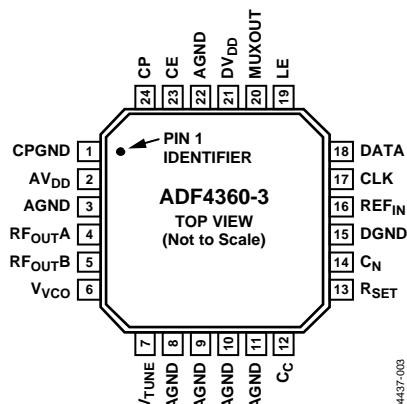 CP
CE
AGND
DVDD
MUXOUT
LE
24
23
22
21
20
19
CPGND 1
AVDD 2
AGND 3
RFOUTA 4
RFOUTB 5
VVCO 6
PIN 1
IDENTIFIER
ADF4360-3
TOP VIEW
(Not to Scale)
18 DATA
17 CLK
16 REFIN
15 DGND
14 CN
13 RSET
7
8
9
10
11
12
VTUNE
AGND
AGND
AGND
AGND
CC
04437-003